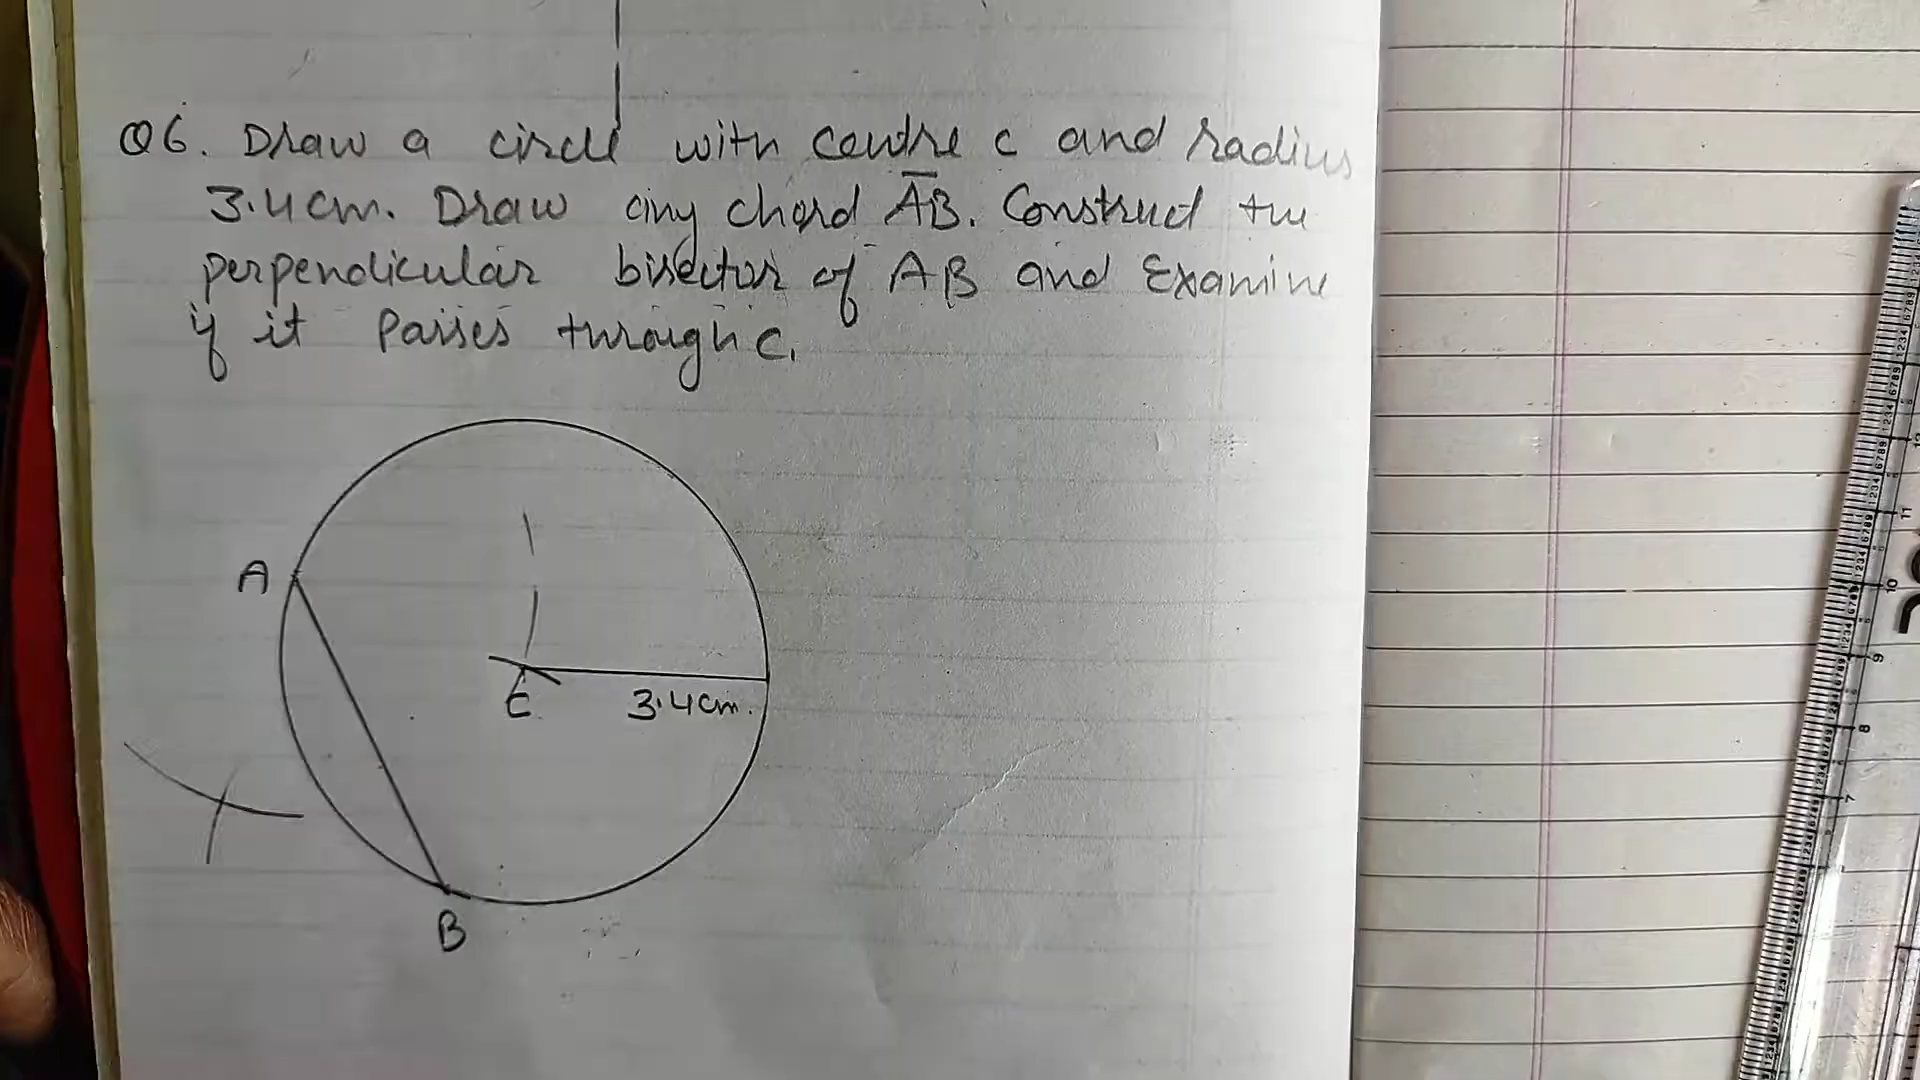 Q6. Draw a circle with centre c and radius
3.4cm. Draw any chord AB. Construct the
perpendicular bisector of AB and Examine
if it Passes through c.
A
C
3.4cm.
B